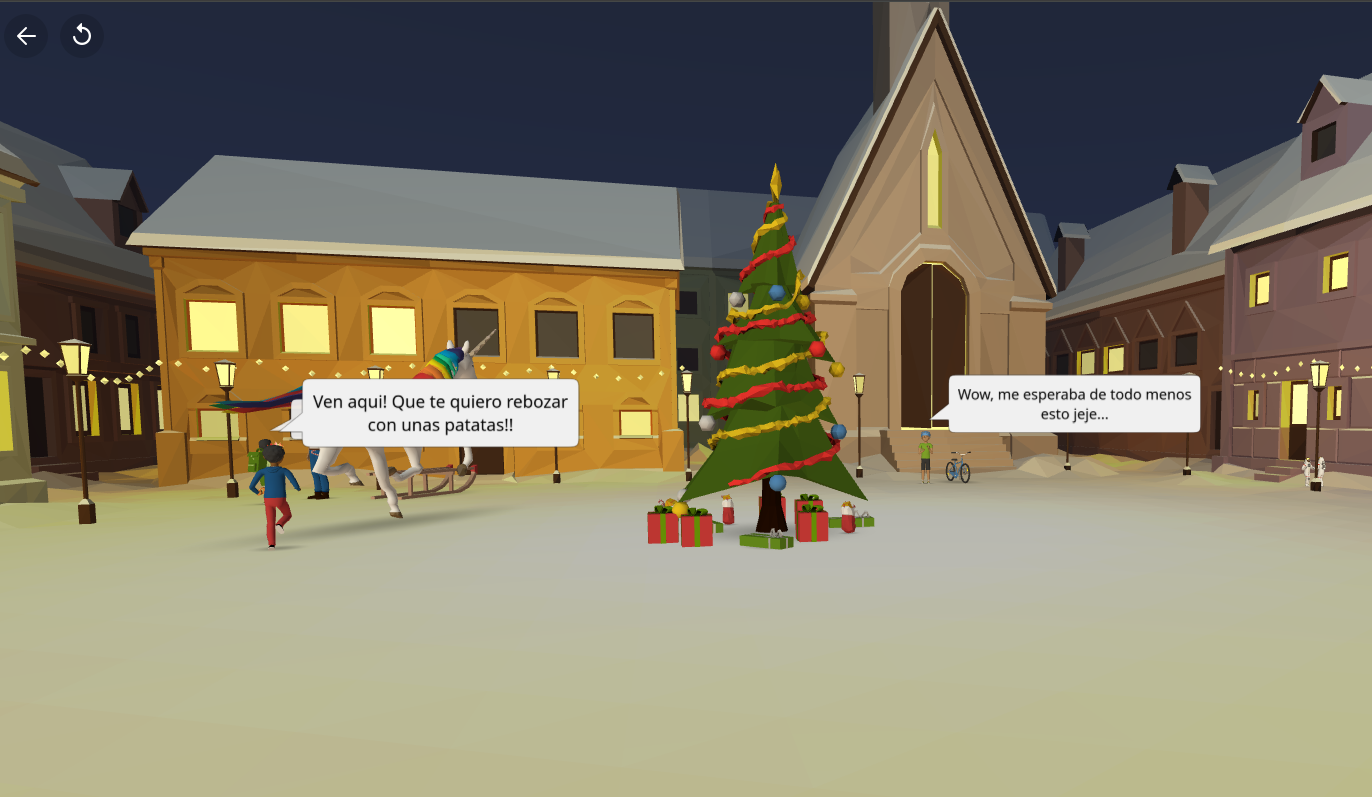 Ven aqui! Que te quiero rebozar
con unas patatas!!
Wow, me esperaba de todo menos
esto jeje...